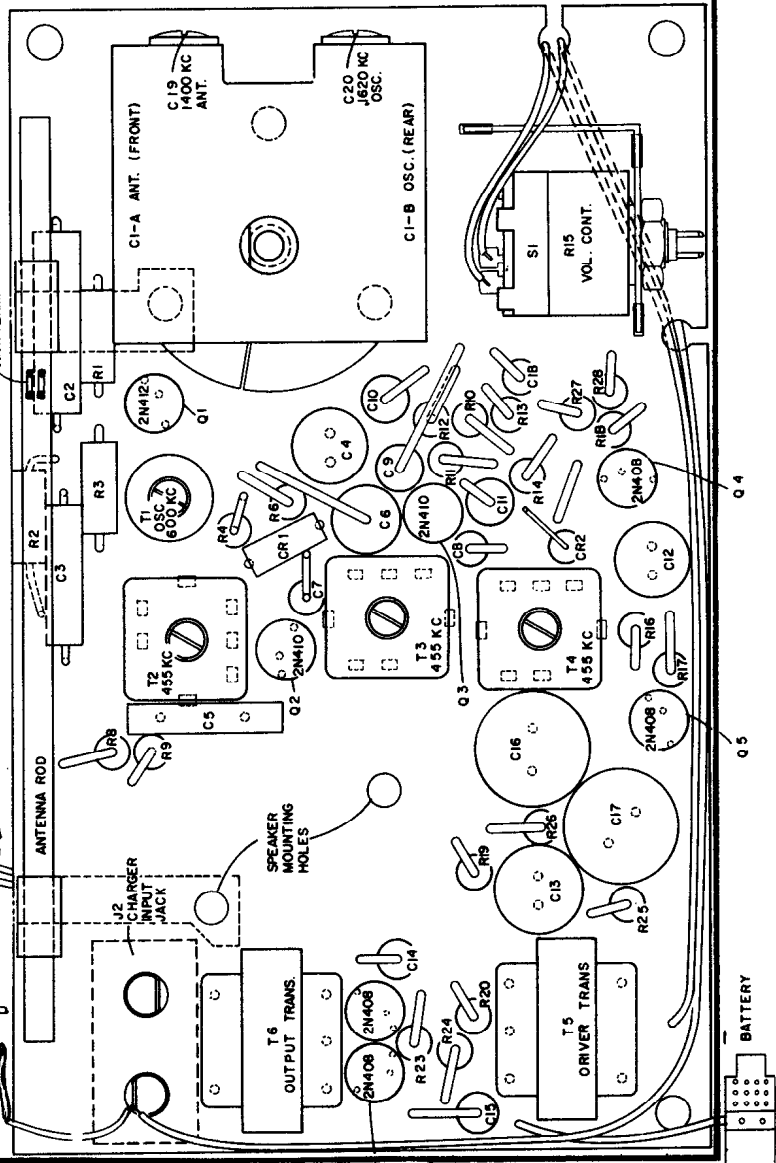 C19
1400 KC
ANT.
C20
1620 KC
OSC.
C1-A ANT. (FRONT)
C1-B OSC. (REAR)
S1
R15
VOL. CONT.
C2
R1
2N412
Q1
C10
C18
R13
R10
R12
R28
R27
R18
C4
C9
R11
R14
2N408
Q4
R2
C3
R3
T1
OSC
600 KC
R4
R6
C6
2N410
C11
CR1
C8
CR2
C12
C7
T2
455 KC
2N410
Q2
T3
455 KC
Q3
T4
455 KC
R16
R17
C5
R8
R9
2N408
Q5
C16
ANTENNA ROD
SPEAKER
MOUNTING
HOLES
R26
C17
R19
C13
R25
J2
CHARGER
INPUT
JACK
C14
T6
OUTPUT TRANS.
2N408
2N408
R23
R24
R20
T5
DRIVER TRANS
C15
BATTERY